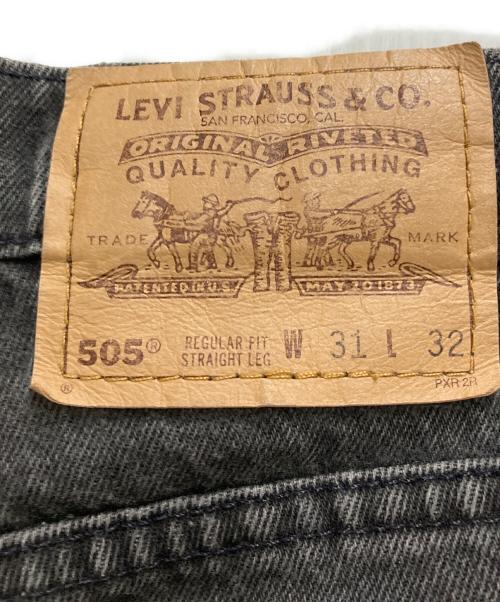 LEVI STRAUSS & CO.
SAN FRANCISCO, CAL.
ORIGINAL RIVETED
QUALITY CLOTHING
TRADE MARK
PATENTED IN U.S. MAY 20 1873
505® REGULAR FIT W 31 L 32
STRAIGHT LEG
® PXR 2R